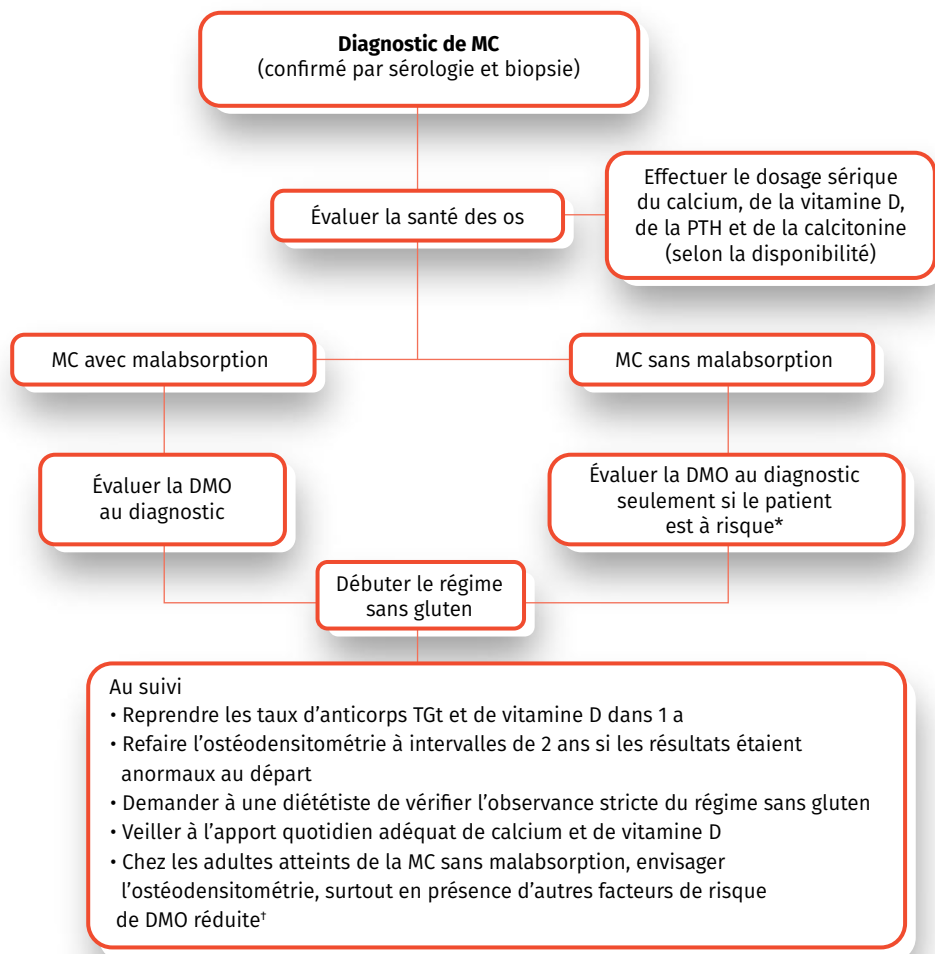 Diagnostic de MC
(confirmé par sérologie et biopsie)
Évaluer la santé des os
Effectuer le dosage sérique
du calcium, de la vitamine D,
de la PTH et de la calcitonine
(selon la disponibilité)
MC avec malabsorption
MC sans malabsorption
Évaluer la DMO
au diagnostic
Évaluer la DMO au diagnostic
seulement si le patient
est à risque*
Débuter le régime
sans gluten
Au suivi
• Reprendre les taux d’anticorps TGt et de vitamine D dans 1 a
• Refaire l’ostéodensitométrie à intervalles de 2 ans si les résultats étaient
anormaux au départ
• Demander à une diététiste de vérifier l’observance stricte du régime sans gluten
• Veiller à l’apport quotidien adéquat de calcium et de vitamine D
• Chez les adultes atteints de la MC sans malabsorption, envisager
l’ostéodensitométrie, surtout en présence d’autres facteurs de risque
de DMO réduite†